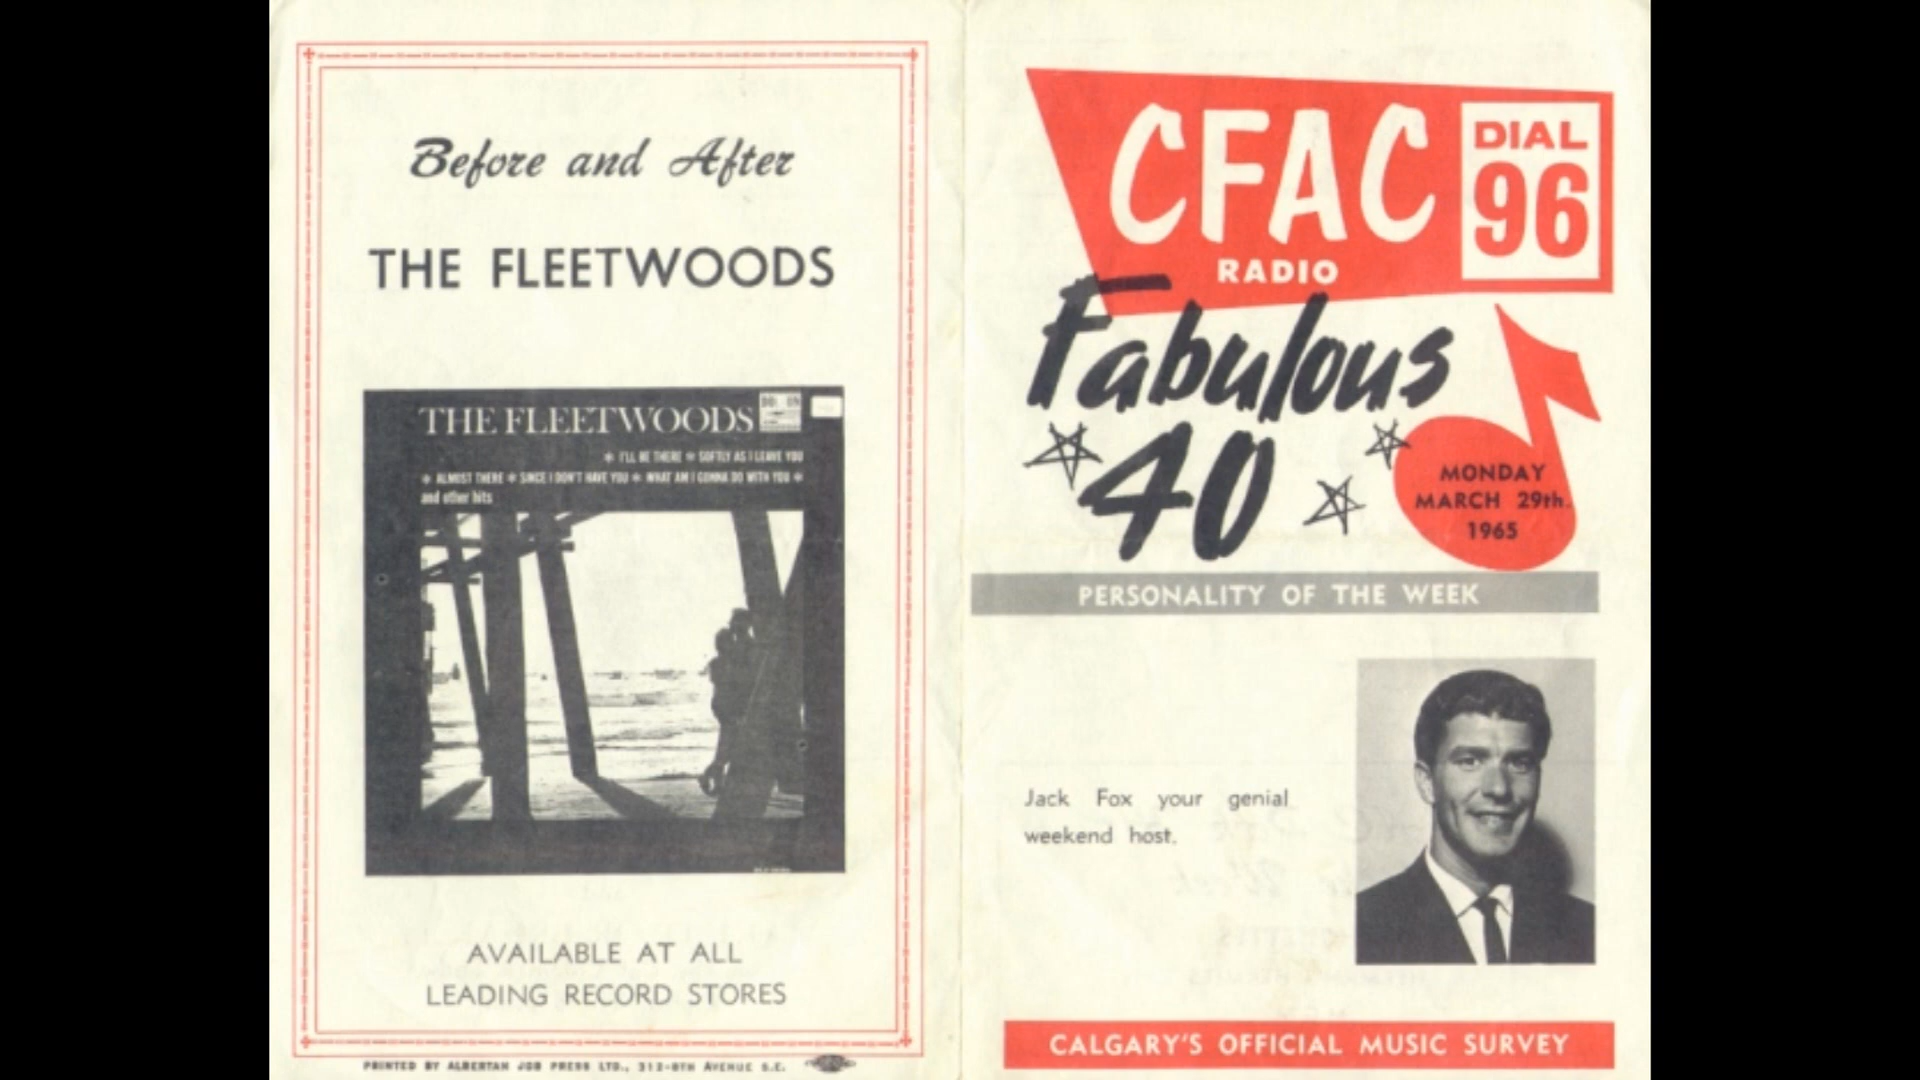 Before and After
THE FLEETWOODS
THE FLEETWOODS
* I'LL BE THERE * SOFTLY AS I LEAVE YOU
* ALMOST THERE * SINCE I DON'T HAVE YOU * WHAT AM I GONNA DO WITH YOU *
and other hits
AVAILABLE AT ALL
LEADING RECORD STORES
PRINTED BY ALBERTAN JOB PRESS LTD., 312-8TH AVENUE S.E.
CFAC
RADIO
DIAL
96
Fabulous
40
MONDAY
MARCH 29th.
1965
PERSONALITY OF THE WEEK
Jack Fox your genial
weekend host.
CALGARY'S OFFICIAL MUSIC SURVEY